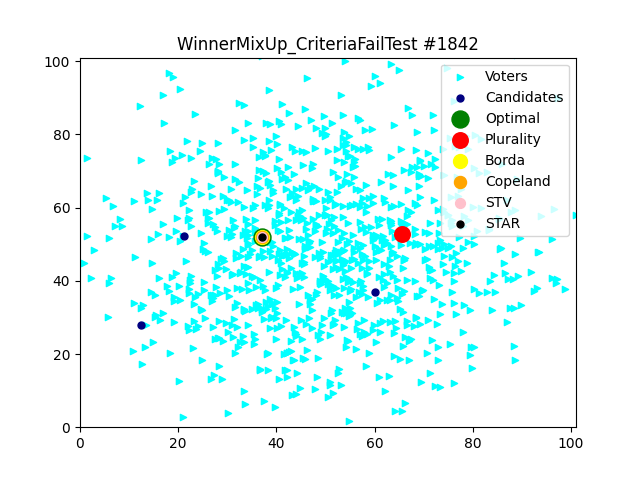 WinnerMixUp_CriteriaFailTest #1842
100
80
60
40
20
0
0
20
40
60
80
100
Voters
Candidates
Optimal
Plurality
Borda
Copeland
STV
STAR